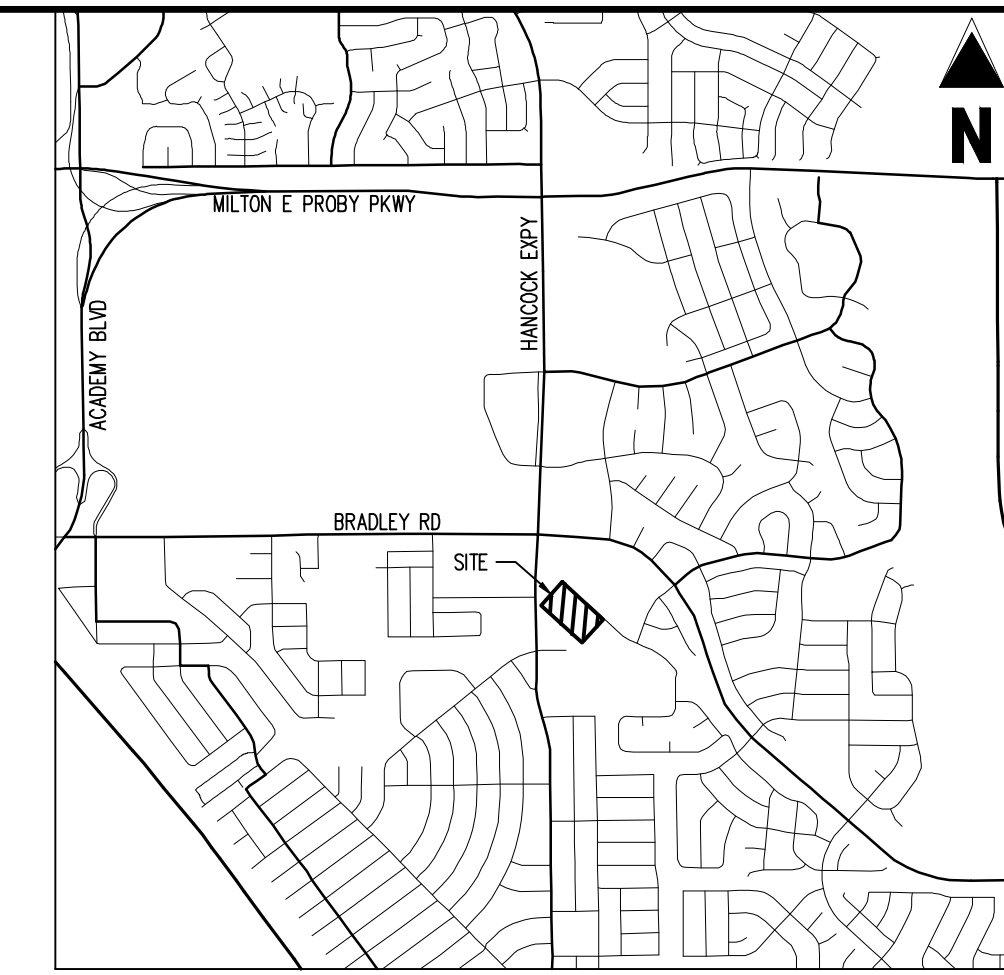 N
MILTON E PROBY PKWY
HANCOCK EXPY
ACADEMY BLVD
BRADLEY RD
SITE